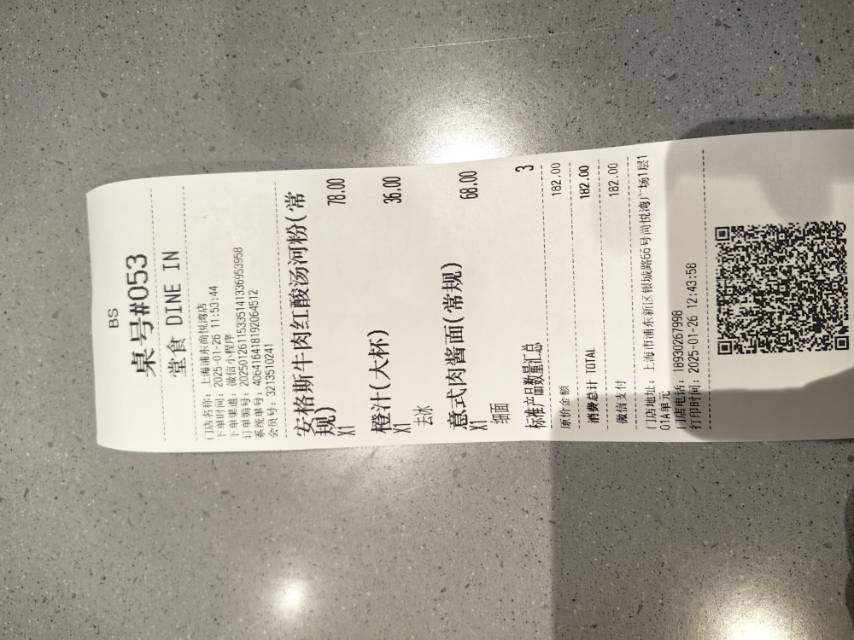 BS
桌号#053
堂食 DINE IN
门店名称: 上海浦东尚悦湾店
下单时间: 2025-01-26 11:53:44
下单渠道: 微信小程序
订单编号: 20250126115335141336953958
系统单号: 4064164181920654512
会员号: 3213510241
安格斯牛肉红酸汤河粉(常
规)
X1 78.00
橙汁(大杯)
X1 36.00
去冰
意式肉酱面(常规)
X1 68.00
细面
标准产品数量汇总 3
原价金额 182.00
消费总计 TOTAL 182.00
微信支付 182.00
门店地址: 上海市浦东新区银城路66号尚悦湾广场1层1
01A单元
门店电话: 18930267998
打印时间: 2025-01-26 12:43:58